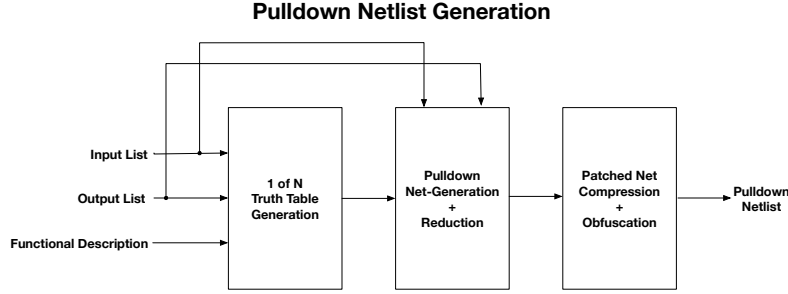 Pulldown Netlist Generation
Input List
Output List
Functional Description
1 of N
Truth Table
Generation
Pulldown
Net-Generation
+
Reduction
Patched Net
Compression
+
Obfuscation
Pulldown
Netlist